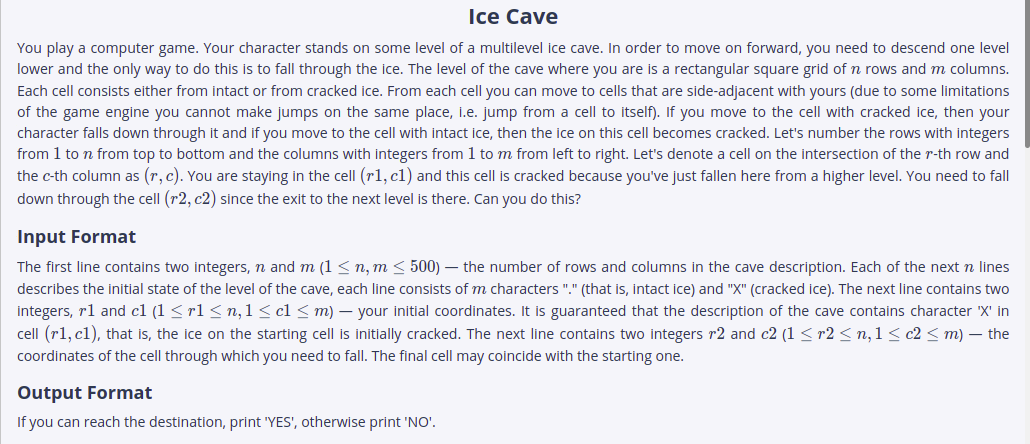 Ice Cave
You play a computer game. Your character stands on some level of a multilevel ice cave. In order to move on forward, you need to descend one level
lower and the only way to do this is to fall through the ice. The level of the cave where you are is a rectangular square grid of n rows and m columns.
Each cell consists either from intact or from cracked ice. From each cell you can move to cells that are side-adjacent with yours (due to some limitations
of the game engine you cannot make jumps on the same place, i.e. jump from a cell to itself). If you move to the cell with cracked ice, then your
character falls down through it and if you move to the cell with intact ice, then the ice on this cell becomes cracked. Let's number the rows with integers
from 1 to n from top to bottom and the columns with integers from 1 to m from left to right. Let's denote a cell on the intersection of the r-th row and
the c-th column as (r, c). You are staying in the cell (r1, c1) and this cell is cracked because you've just fallen here from a higher level. You need to fall
down through the cell (r2, c2) since the exit to the next level is there. Can you do this?
Input Format
The first line contains two integers, n and m (1 ≤ n, m ≤ 500) — the number of rows and columns in the cave description. Each of the next n lines
describes the initial state of the level of the cave, each line consists of m characters "." (that is, intact ice) and "X" (cracked ice). The next line contains two
integers, r1 and c1 (1 ≤ r1 ≤ n, 1 ≤ c1 ≤ m) — your initial coordinates. It is guaranteed that the description of the cave contains character 'X' in
cell (r1, c1), that is, the ice on the starting cell is initially cracked. The next line contains two integers r2 and c2 (1 ≤ r2 ≤ n, 1 ≤ c2 ≤ m) — the
coordinates of the cell through which you need to fall. The final cell may coincide with the starting one.
Output Format
If you can reach the destination, print 'YES', otherwise print 'NO'.